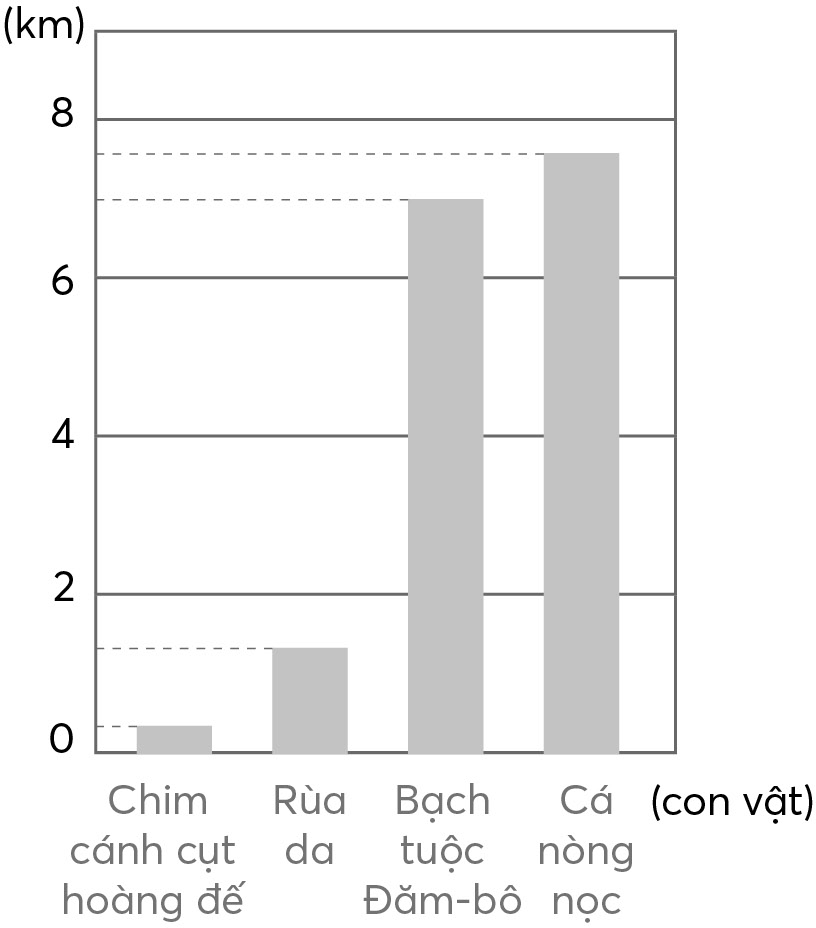 (km)
8
6
4
2
0
Chim
cánh cụt
hoàng đế
Rùa
da
Bạch
tuộc
Đăm-bô
Cá
nòng
nọc
(con vật)